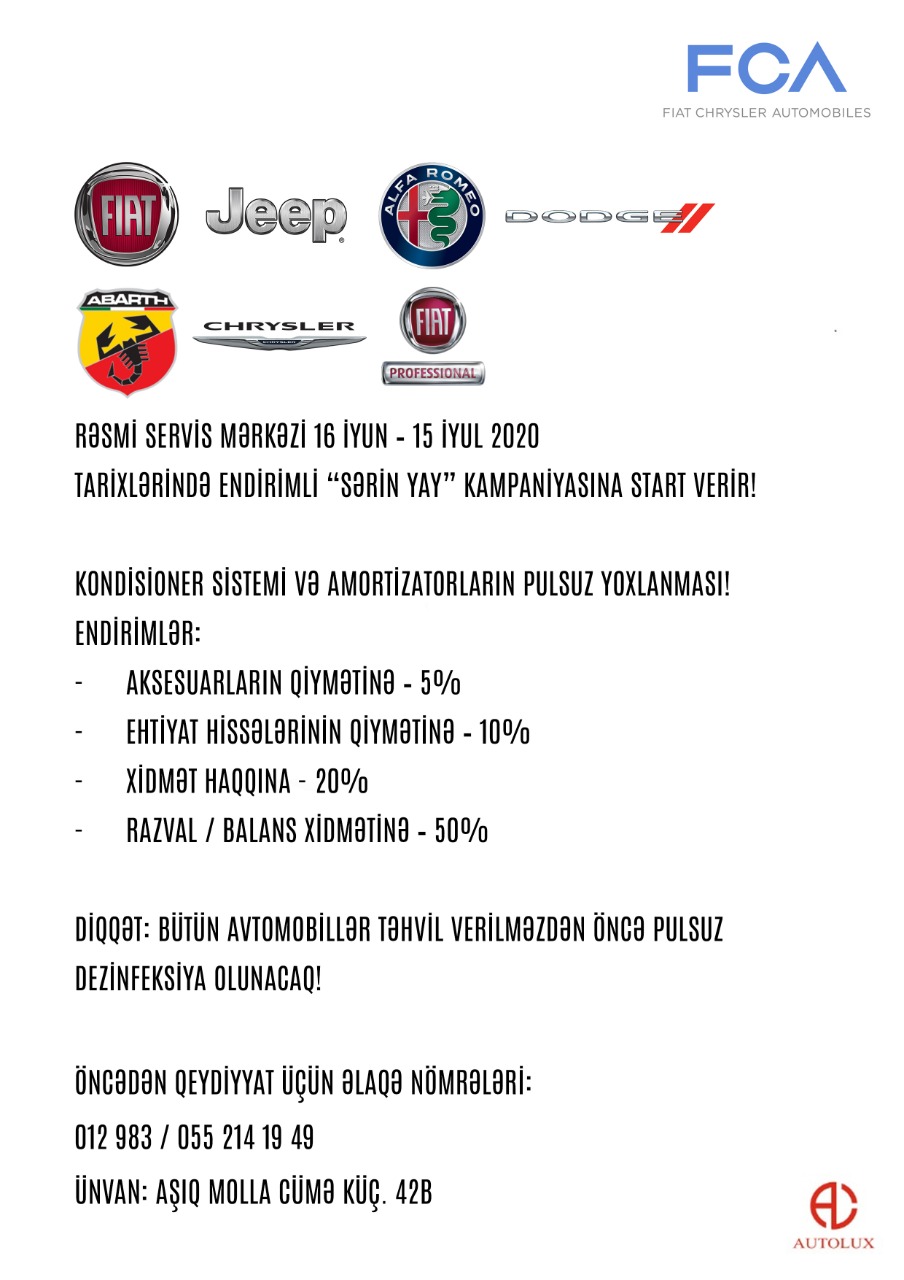 FCA
FIAT CHRYSLER AUTOMOBILES
FIAT
Jeep
ALFA ROMEO
DODGE
ABARTH
CHRYSLER
CHRYSLER
FIAT
PROFESSIONAL
RƏSMİ SERVİS MƏRKƏZİ 16 İYUN - 15 İYUL 2020
TARİXLƏRİNDƏ ENDİRİMLİ “SƏRİN YAY” KAMPANİYASINA START VERİR!
KONDİSİONER SİSTEMİ VƏ AMORTİZATORLARIN PULSUZ YOXLANMASI!
ENDİRİMLƏR:
- AKSESUARLARIN QİYMƏTİNƏ - 5%
- EHTİYAT HİSSƏLƏRİNİN QİYMƏTİNƏ - 10%
- XİDMƏT HAQQINA - 20%
- RAZVAL / BALANS XİDMƏTİNƏ - 50%
DİQQƏT: BÜTÜN AVTOMOBİLLƏR TƏHVİL VERİLMƏZDƏN ÖNCƏ PULSUZ
DEZİNFEKSİYA OLUNACAQ!
ÖNCƏDƏN QEYDİYYAT ÜÇÜN ƏLAQƏ NÖMRƏLƏRİ:
012 983 / 055 214 19 49
ÜNVAN: AŞIQ MOLLA CÜMƏ KÜÇ. 42B
AUTOLUX